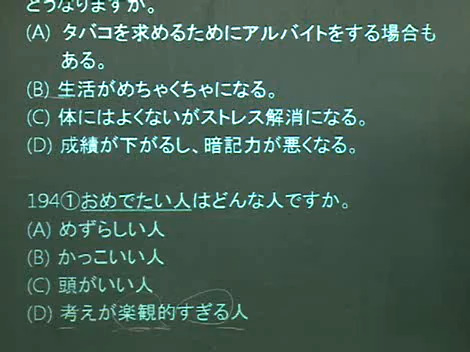 どうなりますか。
(A) タバコを求めるためにアルバイトをする場合も
ある。
(B) 生活がめちゃくちゃになる。
(C) 体にはよくないがストレス解消になる。
(D) 成績が下がるし、暗記力が悪くなる。
194①おめでたい人はどんな人ですか。
(A) めずらしい人
(B) かっこいい人
(C) 頭がいい人
(D) 考えが楽観的すぎる人